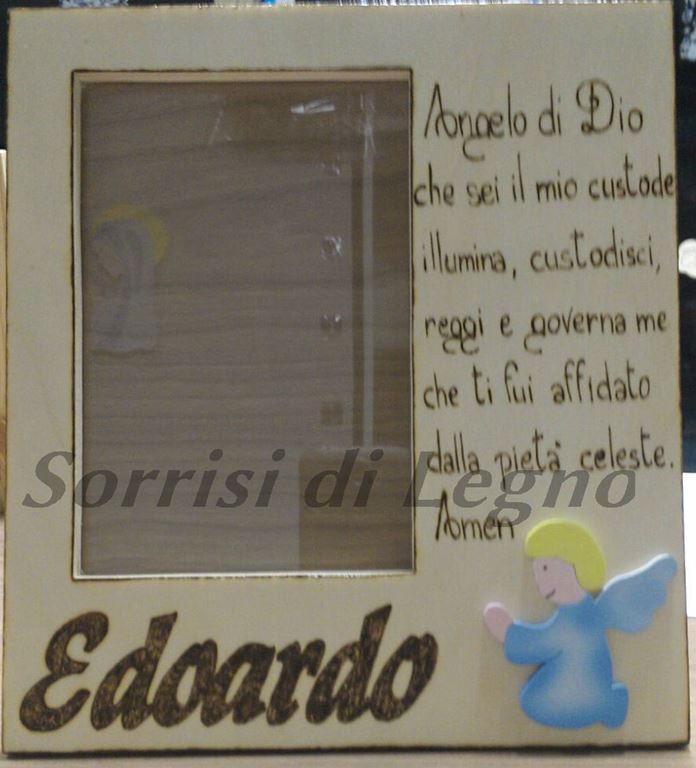 Angelo di Dio
che sei il mio custode
illumina, custodisci,
reggi e governa me
che ti fui affidato
dalla pietà celeste.
Amen
Sorrisi di Legno
Edoardo